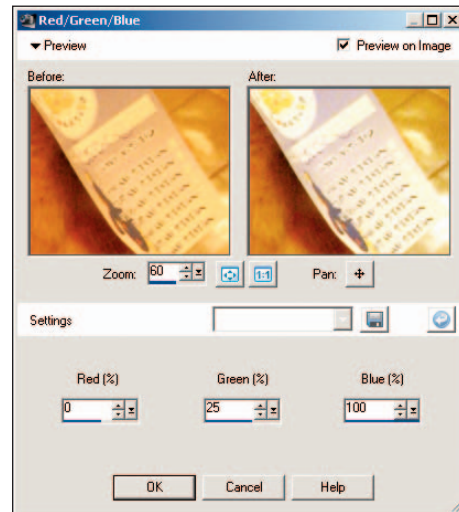 Red/Green/Blue
Preview
Preview on Image
Before:
After:
Zoom: 60
1:1
Pan:
Settings
Red (%)
Green (%)
Blue (%)
0
25
100
OK
Cancel
Help